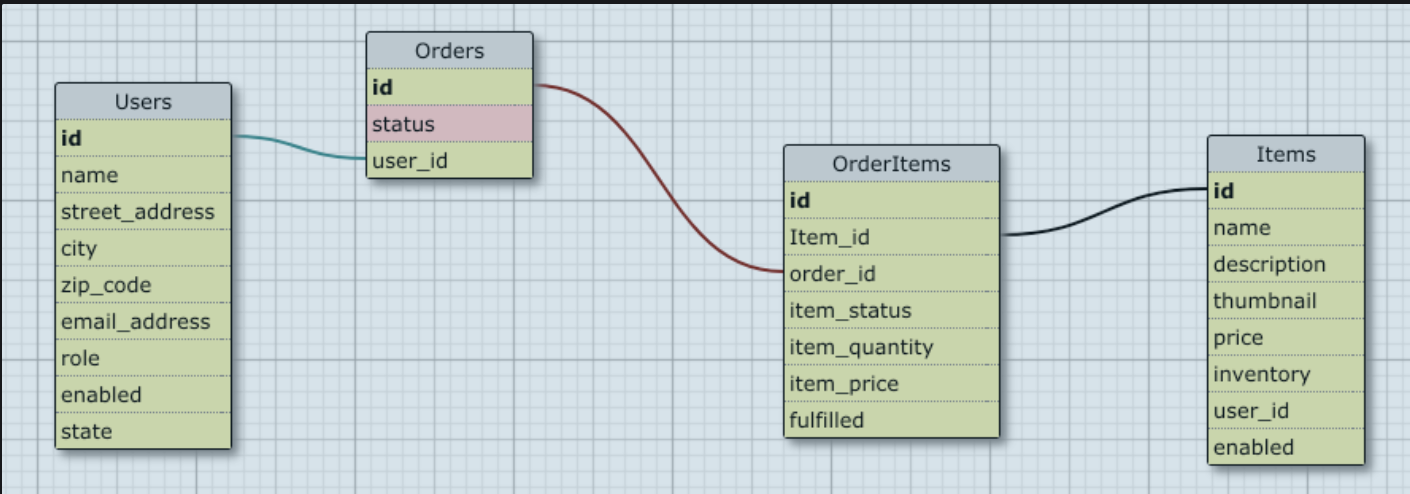 Users
id
name
street_address
city
zip_code
email_address
role
enabled
state
Orders
id
status
user_id
OrderItems
id
Item_id
order_id
item_status
item_quantity
item_price
fulfilled
Items
id
name
description
thumbnail
price
inventory
user_id
enabled